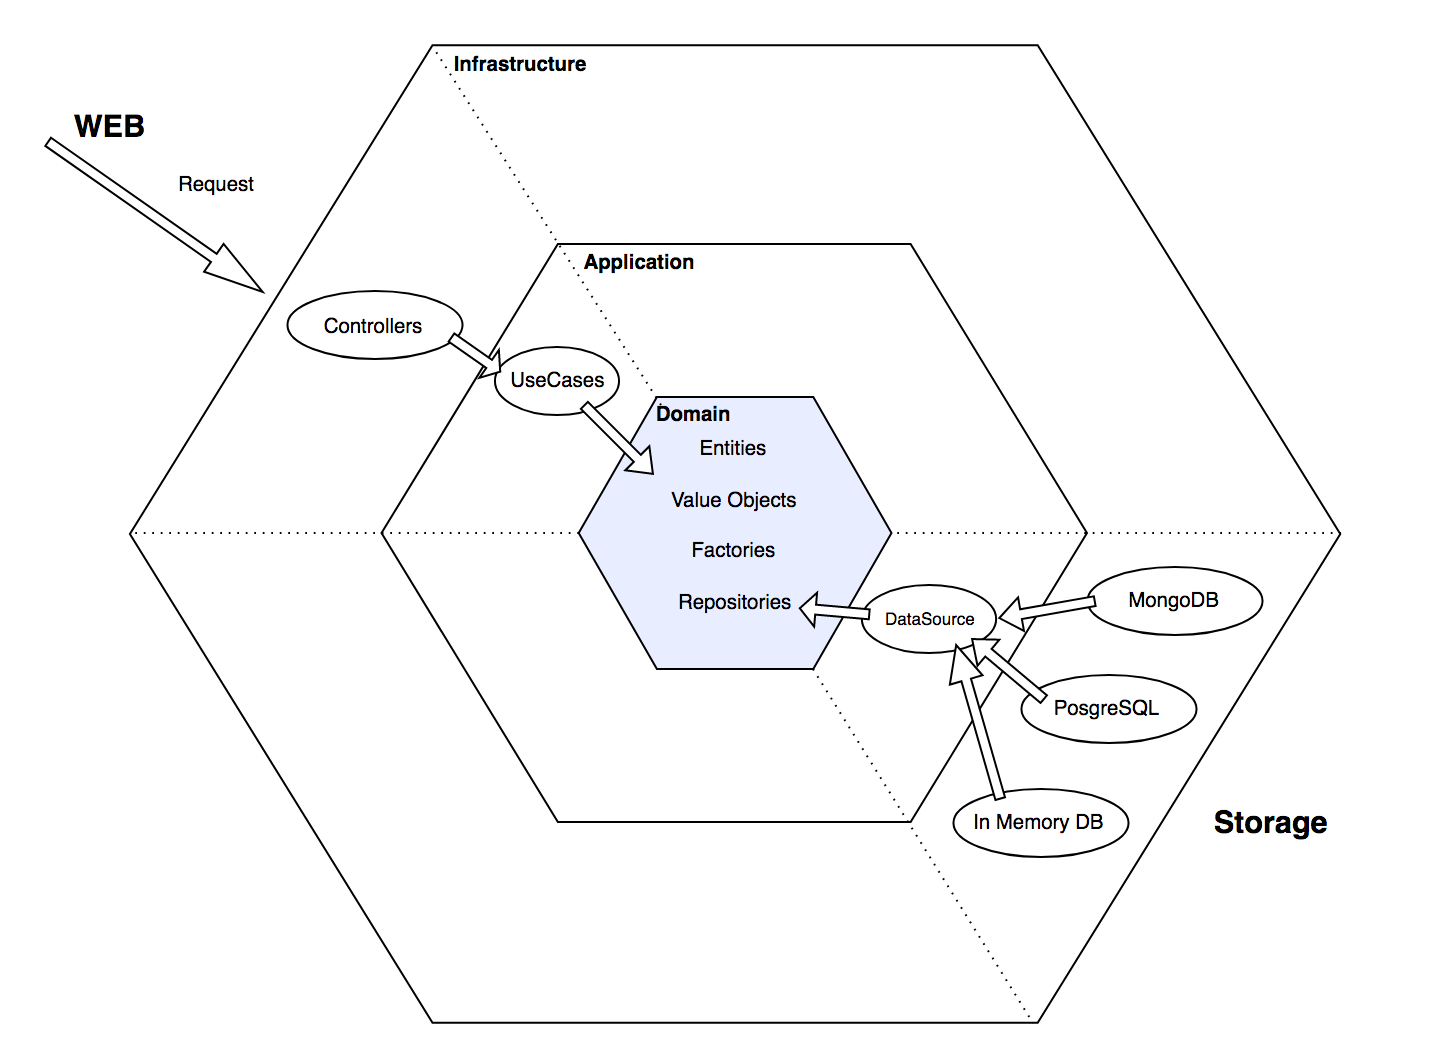 Infrastructure
WEB
Request
Application
Controllers
UseCases
Domain
Entities
Value Objects
Factories
Repositories
DataSource
MongoDB
PosgreSQL
In Memory DB
Storage